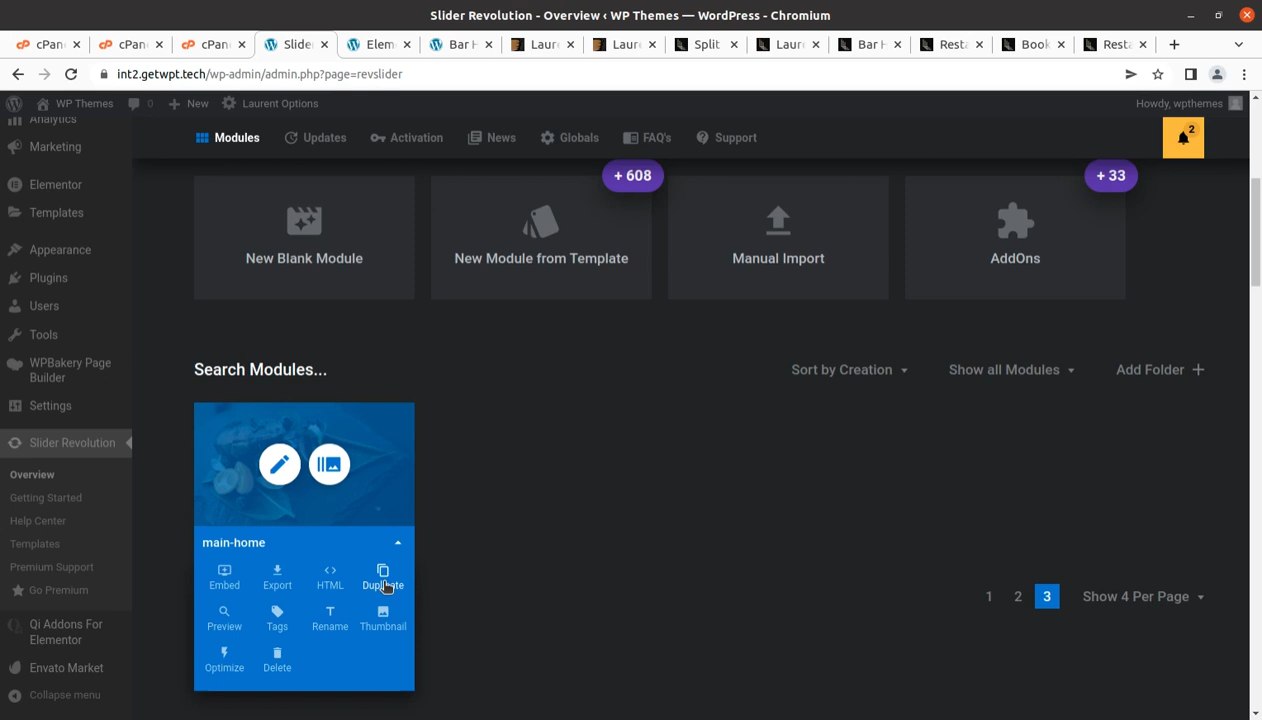 Slider Revolution - Overview ‹ WP Themes — WordPress - Chromium
cPan
cPan
cPan
Slide
Elem
Bar H
Laur
Laur
Split
Laur
Bar H
Resta
Book
Resta
int2.getwpt.tech/wp-admin/admin.php?page=revslider
WP Themes
0
New
Laurent Options
Howdy, wpthemes
Analytics
Marketing
Elementor
Templates
Appearance
Plugins
Users
Tools
WPBakery Page
Builder
Settings
Slider Revolution
Overview
Getting Started
Help Center
Templates
Premium Support
Go Premium
Qi Addons For
Elementor
Envato Market
Collapse menu
Modules
Updates
Activation
News
Globals
FAQ's
Support
2
+ 608
+ 33
New Blank Module
New Module from Template
Manual Import
AddOns
Search Modules...
Sort by Creation
Show all Modules
Add Folder
main-home
Embed
Export
HTML
Duplicate
Preview
Tags
Rename
Thumbnail
Optimize
Delete
1
2
3
Show 4 Per Page